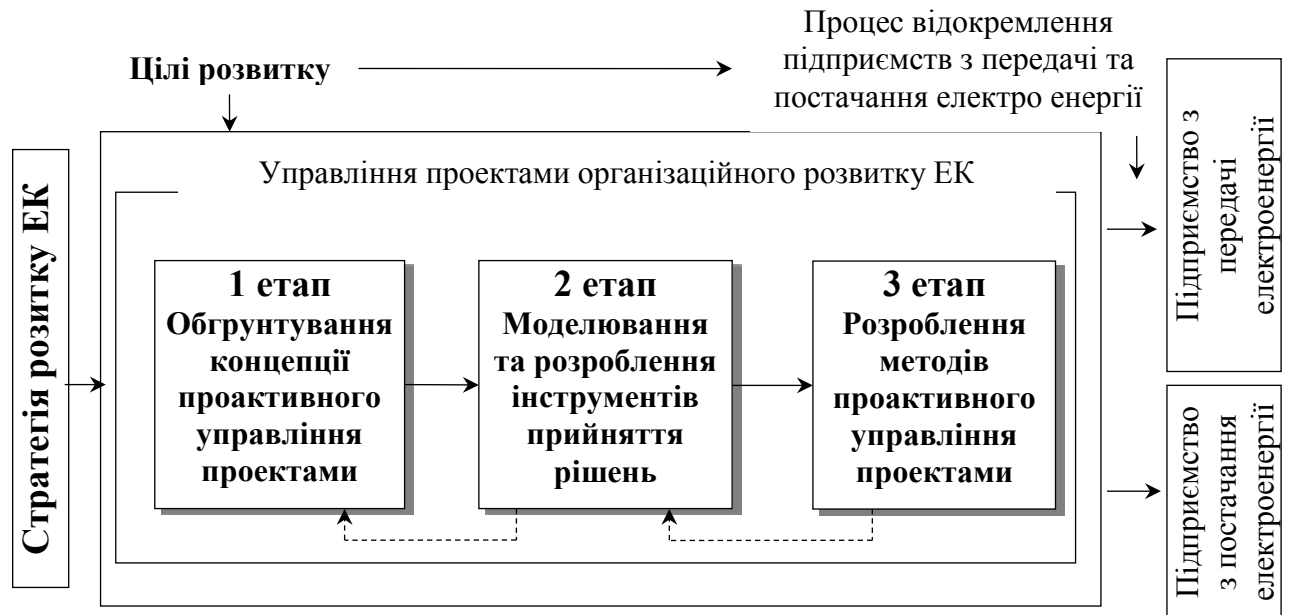 Процес відокремлення
підприємств з передачі та
постачання електро енергії
Цілі розвитку
Стратегія розитку ЕК
Управління проектами організаційного розвитку ЕК
1 етап
Обгрунтування
концепції
проактивного
управління
проектами
2 етап
Моделювання
та розроблення
інструментів
прийняття
рішень
3 етап
Розроблення
методів
проактивного
управління
проектами
Підприємство з
передачі
електроенергії
Підприємство
з постачання
електроенергії